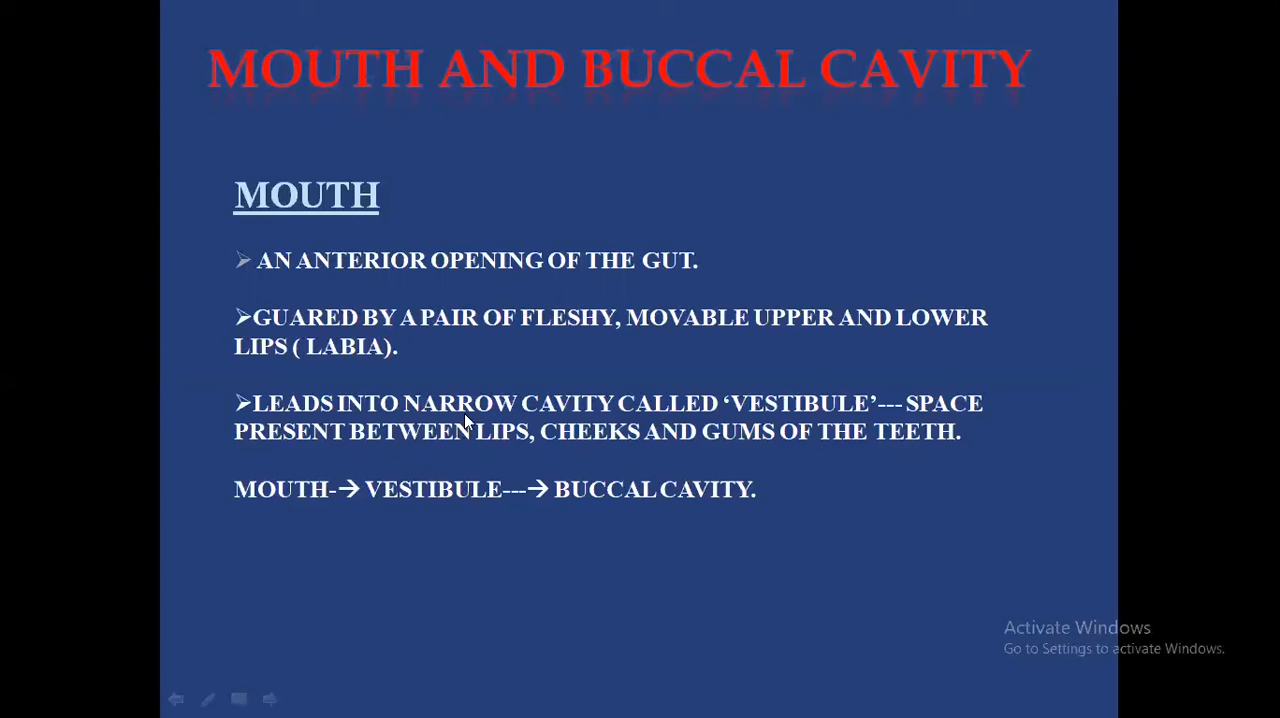 MOUTH AND BUCCAL CAVITY
MOUTH
➢ AN ANTERIOR OPENING OF THE GUT.
➢GUARED BY A PAIR OF FLESHY, MOVABLE UPPER AND LOWER
LIPS ( LABIA).
➢LEADS INTO NARROW CAVITY CALLED ‘VESTIBULE’--- SPACE
PRESENT BETWEEN LIPS, CHEEKS AND GUMS OF THE TEETH.
MOUTH-→ VESTIBULE---→ BUCCAL CAVITY.
Activate Windows
Go to Settings to activate Windows.